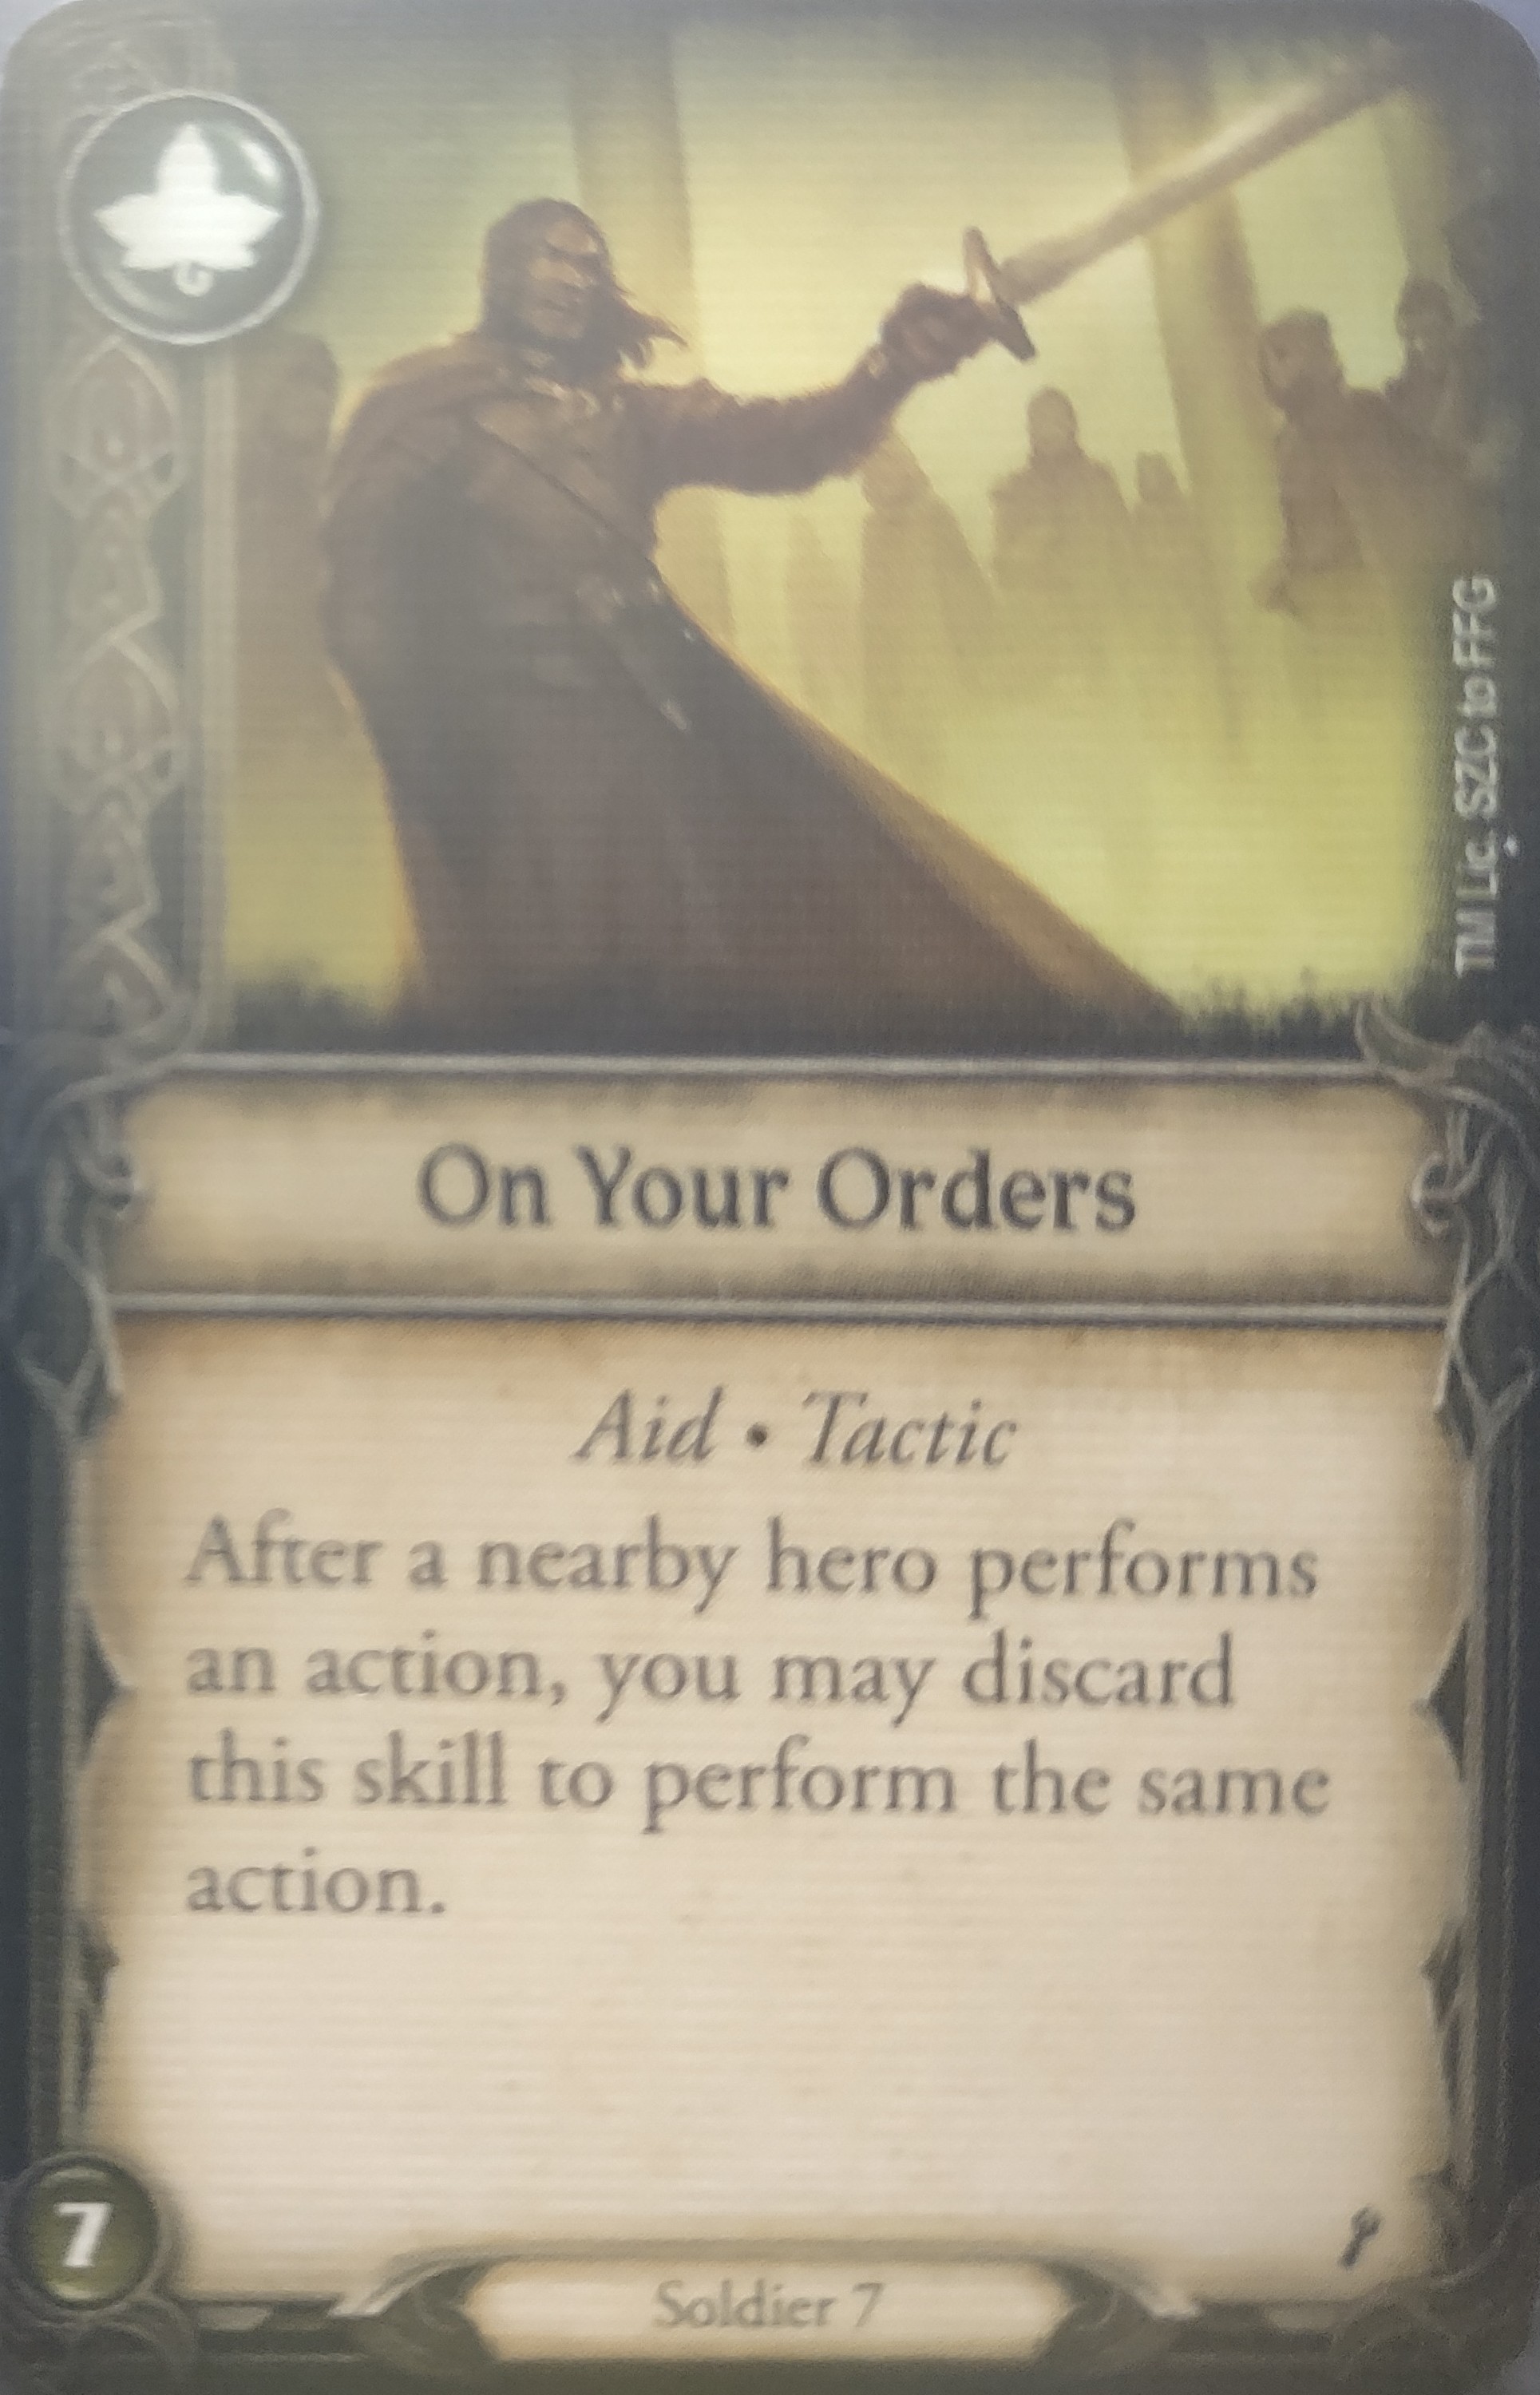 G
TM Lic. SZC to FFG
On Your Orders
Aid • Tactic
After a nearby hero performs
an action, you may discard
this skill to perform the same
action.
7
Soldier 7